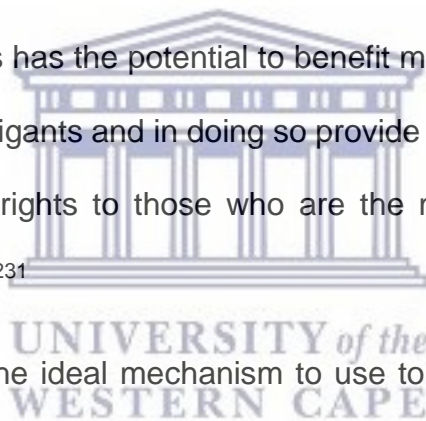 s has the potential to benefit m
igants and in doing so provide
rights to those who are the r
231
UNIVERSITY of the
ne ideal mechanism to use to
WESTERN CAPE